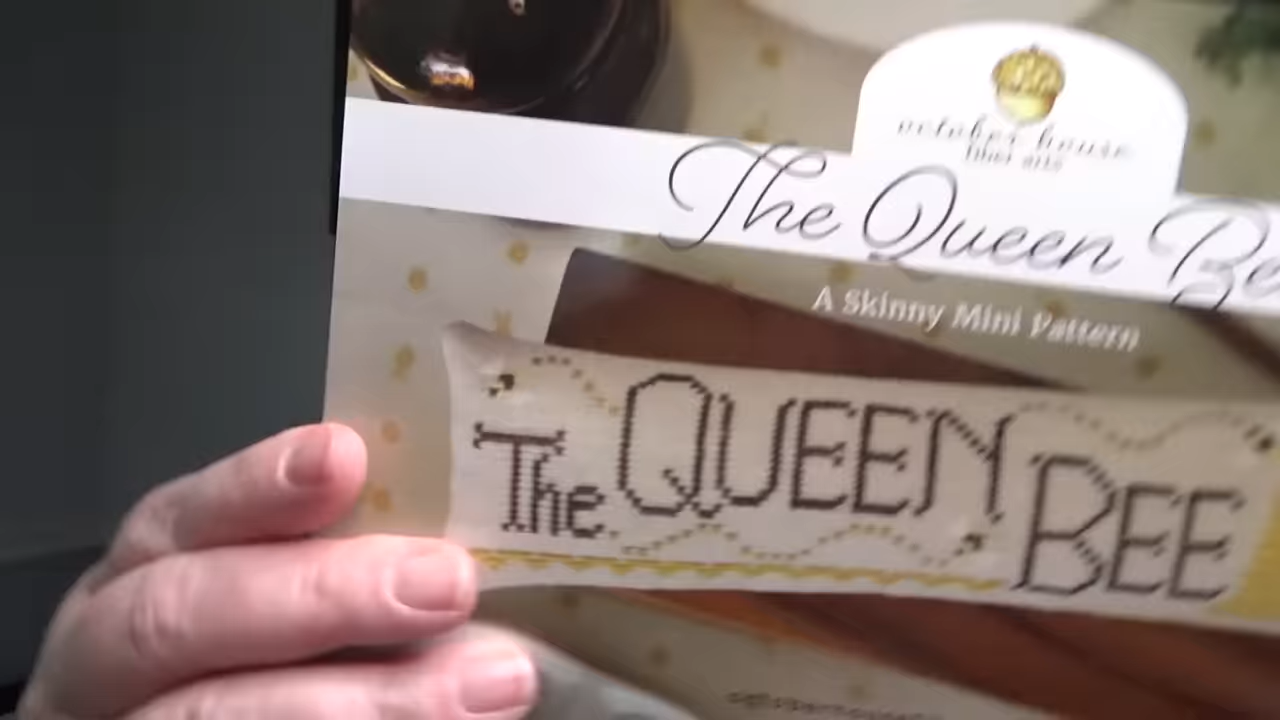 october house
fiber arts
The Queen Be
A Skinny Mini Pattern
The QUEEN BEE